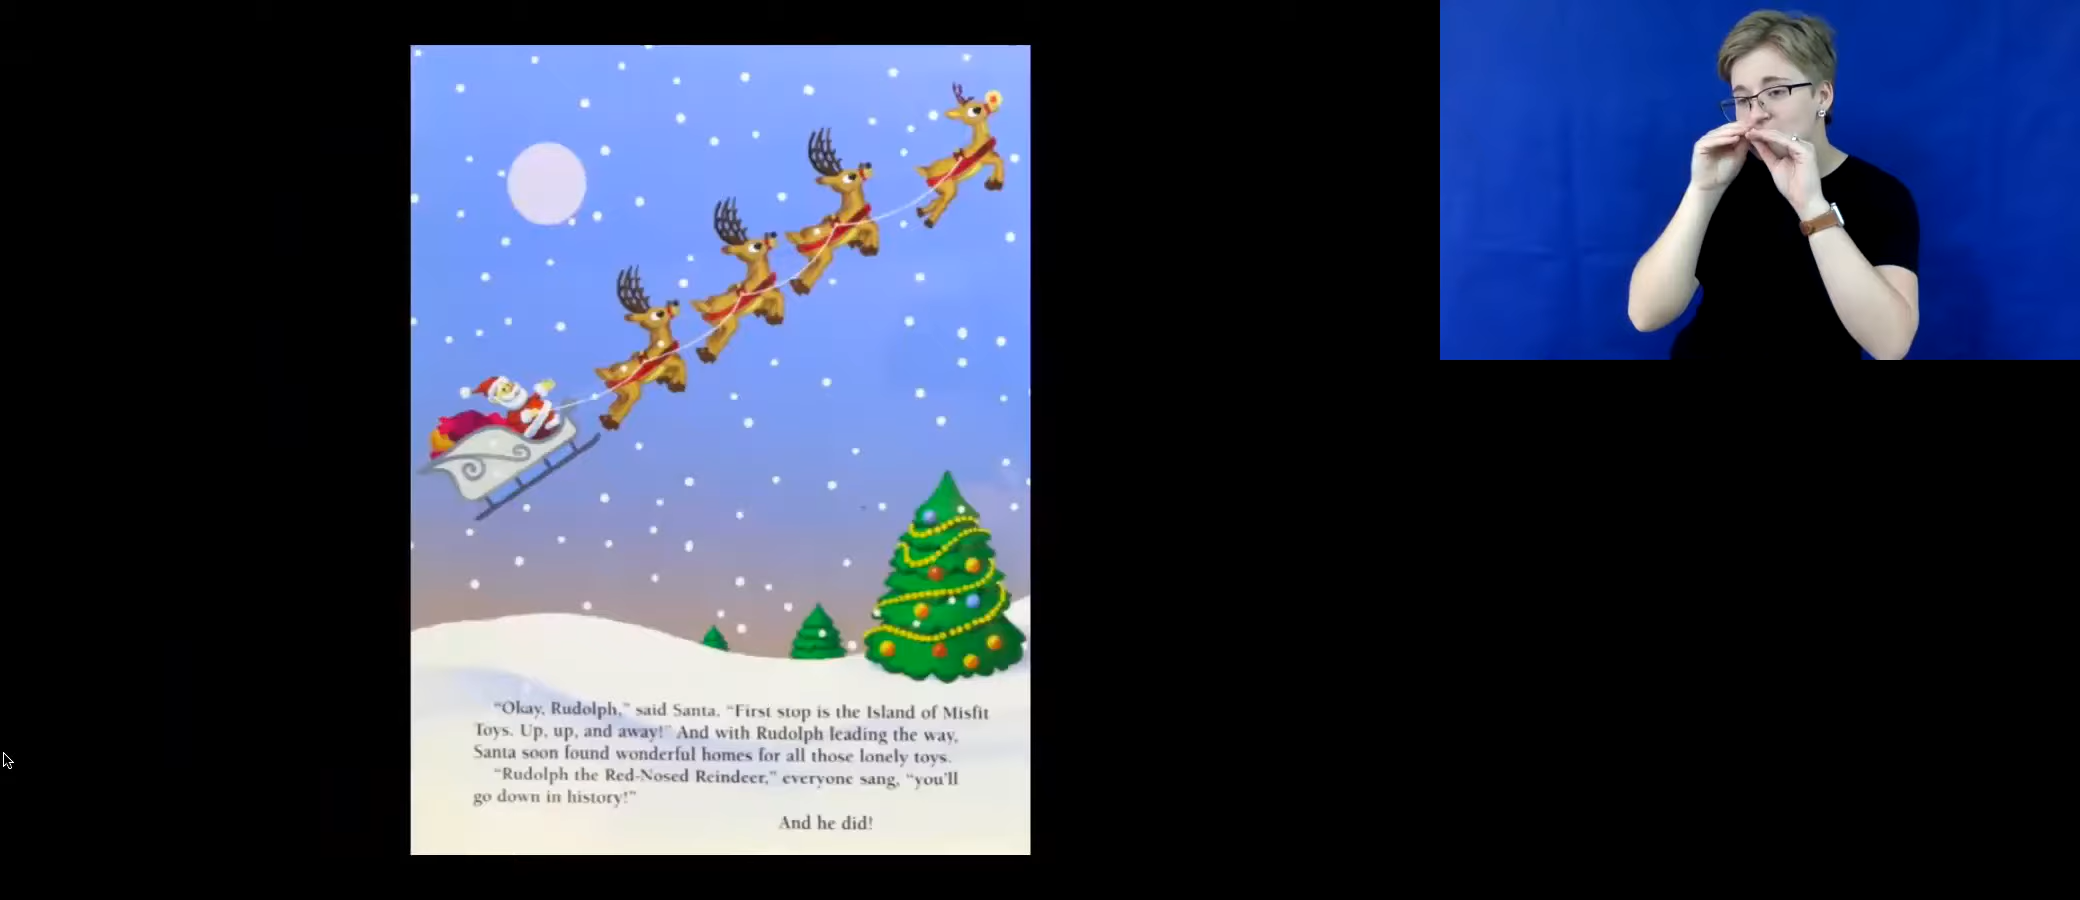 “Okay, Rudolph,” said Santa. “First stop is the Island of Misfit
Toys. Up, up, and away!” And with Rudolph leading the way,
Santa soon found wonderful homes for all those lonely toys.
“Rudolph the Red-Nosed Reindeer,” everyone sang, “you’ll
go down in history!”
And he did!